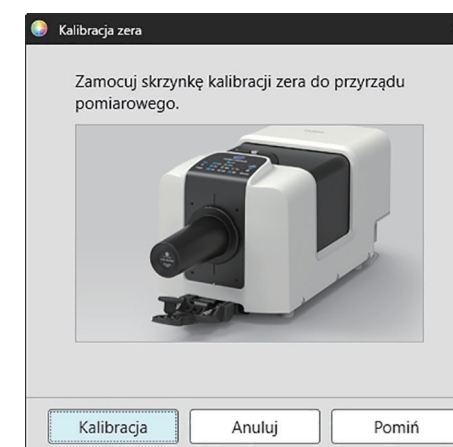 Kalibracja zera
Zamocuj skrzynkę kalibracji zera do przyrządu
pomiarowego.
Kalibracja Anuluj Pomiń